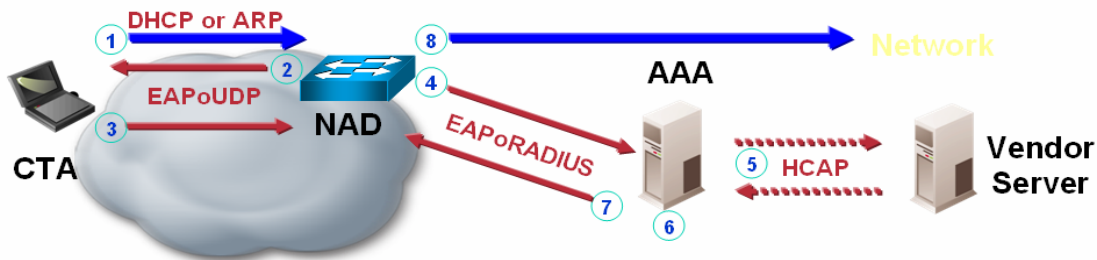 DHCP or ARP
1
8
Network
2
4
AAA
EAPoUDP
NAD
3
EAPoRADIUS
5
HCAP
Vendor
Server
CTA
7
6